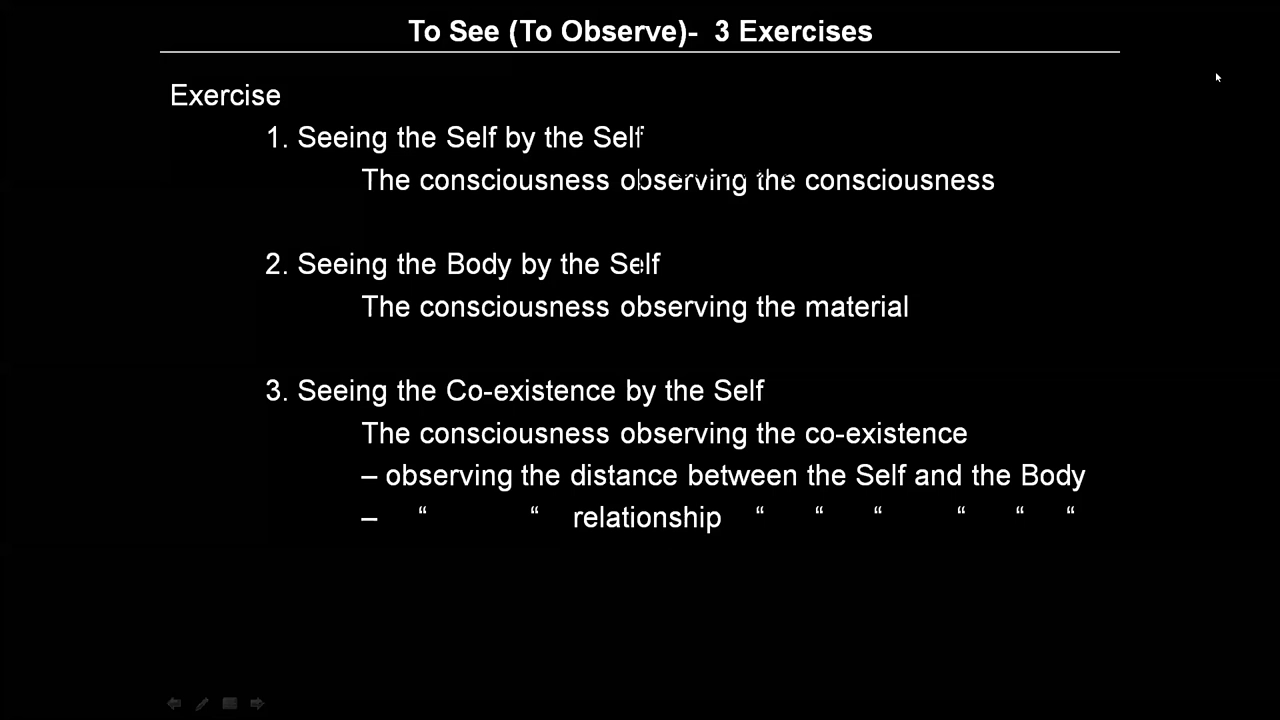 To See (To Observe)-  3 Exercises
Exercise
1. Seeing the Self by the Self
The consciousness observing the consciousness
2. Seeing the Body by the Self
The consciousness observing the material
3. Seeing the Co-existence by the Self
The consciousness observing the co-existence
– observing the distance between the Self and the Body
– “ “ relationship “ “ “ “ “ “